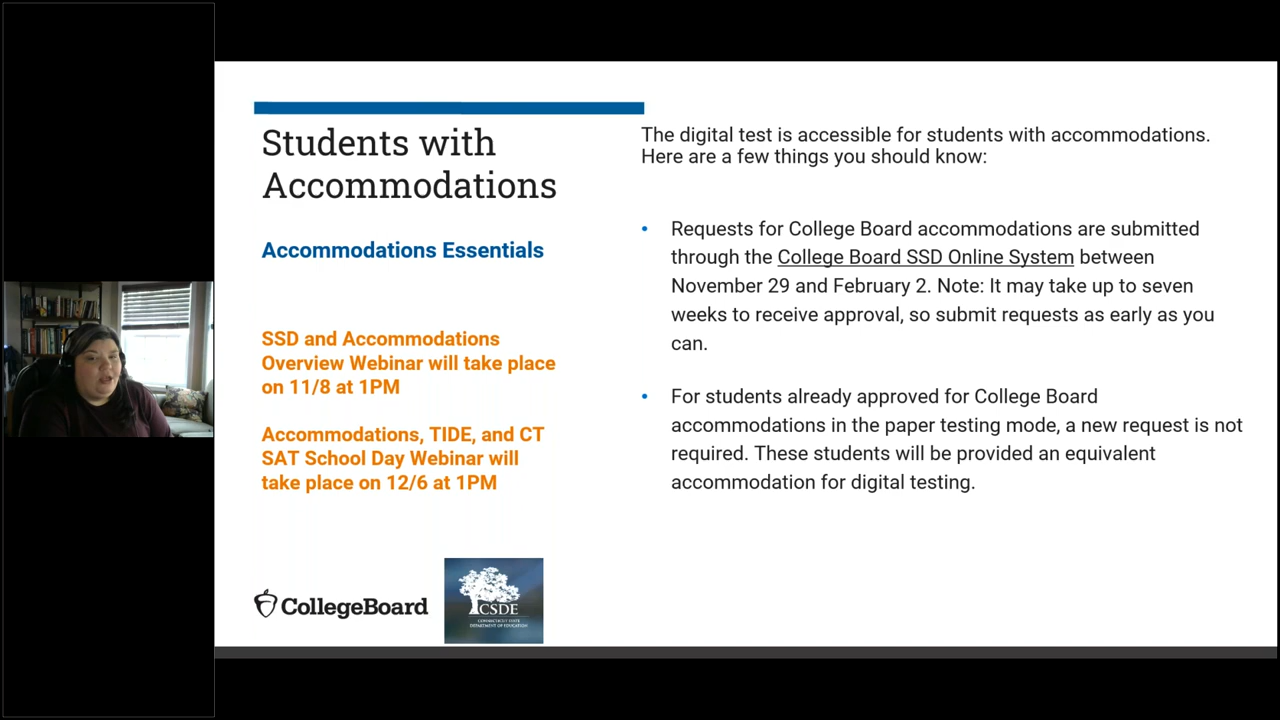 Students with
Accommodations
Accommodations Essentials
SSD and Accommodations
Overview Webinar will take place
on 11/8 at 1PM
Accommodations, TIDE, and CT
SAT School Day Webinar will
take place on 12/6 at 1PM
CollegeBoard
CSDE
CONNECTICUT STATE
DEPARTMENT OF EDUCATION
The digital test is accessible for students with accommodations.
Here are a few things you should know:
• Requests for College Board accommodations are submitted
through the College Board SSD Online System between
November 29 and February 2. Note: It may take up to seven
weeks to receive approval, so submit requests as early as you
can.
• For students already approved for College Board
accommodations in the paper testing mode, a new request is not
required. These students will be provided an equivalent
accommodation for digital testing.